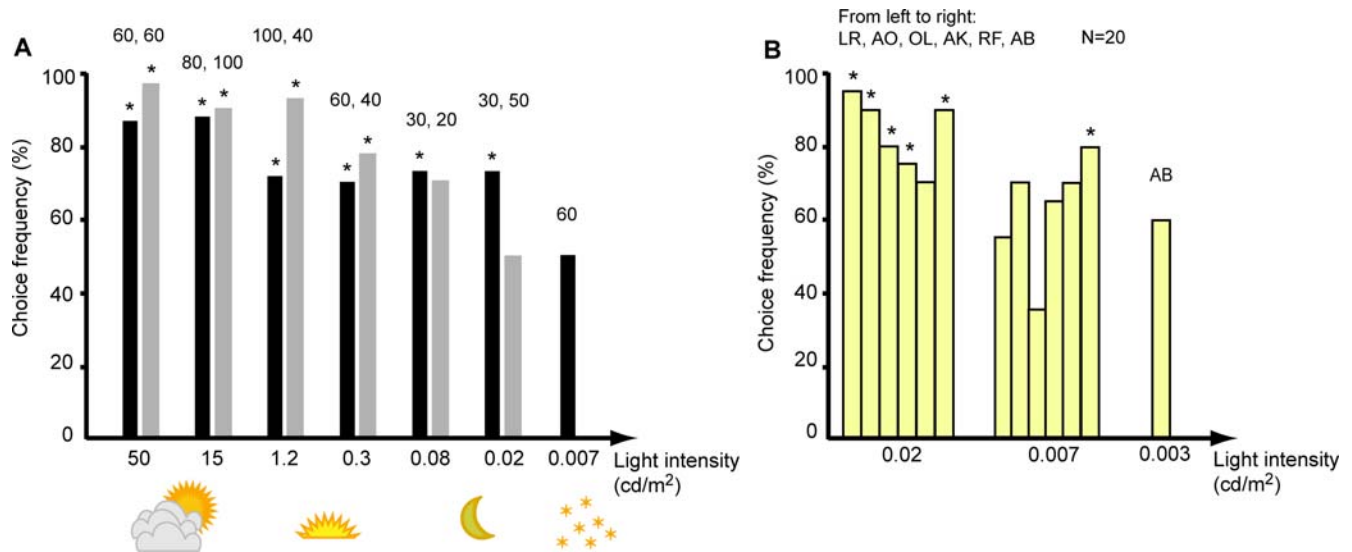 A
60, 60
80, 100
100, 40
60, 40
30, 20
30, 50
60
* * * * * * * * * *
Choice frequency (%)
100
80
60
40
20
0
50 15 1.2 0.3 0.08 0.02 0.007
Light intensity
(cd/m²)
From left to right:
LR, AO, OL, AK, RF, AB N=20
B
* * * * * *
AB
Choice frequency (%)
100
80
60
40
20
0
0.02 0.007 0.003
Light intensity
(cd/m²)